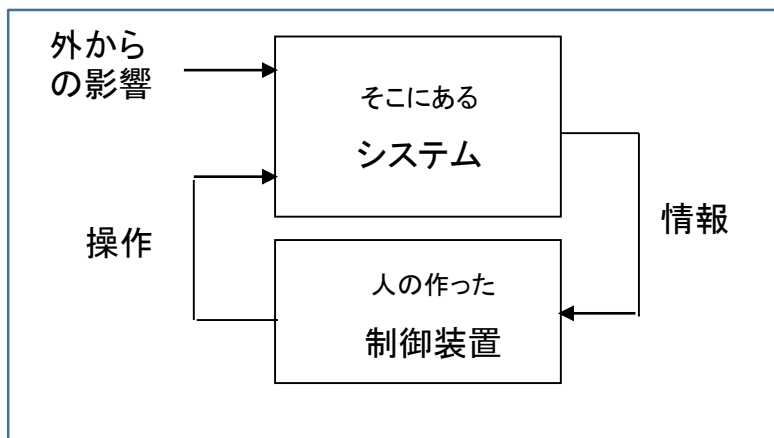 外から
の影響
そこにある
システム
操作
情報
人の作った
制御装置